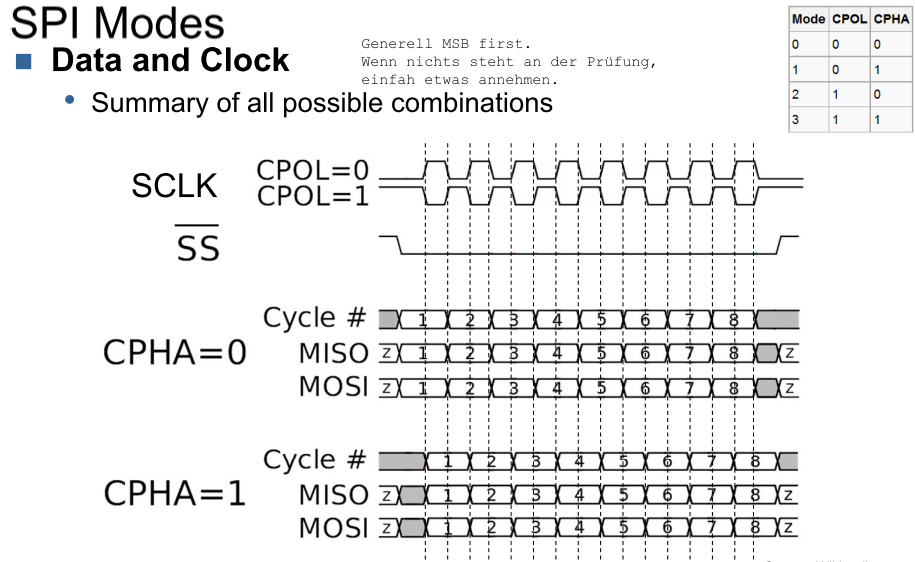 SPI Modes
Data and Clock
Generell MSB first.
Wenn nichts steht an der Prüfung,
einfah etwas annehmen.
Summary of all possible combinations
Mode CPOL CPHA
0 0 0
1 0 1
2 1 0
3 1 1
SCLK
CPOL=0
CPOL=1
SS
CPHA=0
Cycle # 1 2 3 4 5 6 7 8
MISO z 1 2 3 4 5 6 7 8 z
MOSI z 1 2 3 4 5 6 7 8 z
CPHA=1
Cycle # 1 2 3 4 5 6 7 8
MISO z 1 2 3 4 5 6 7 8 z
MOSI z 1 2 3 4 5 6 7 8 z